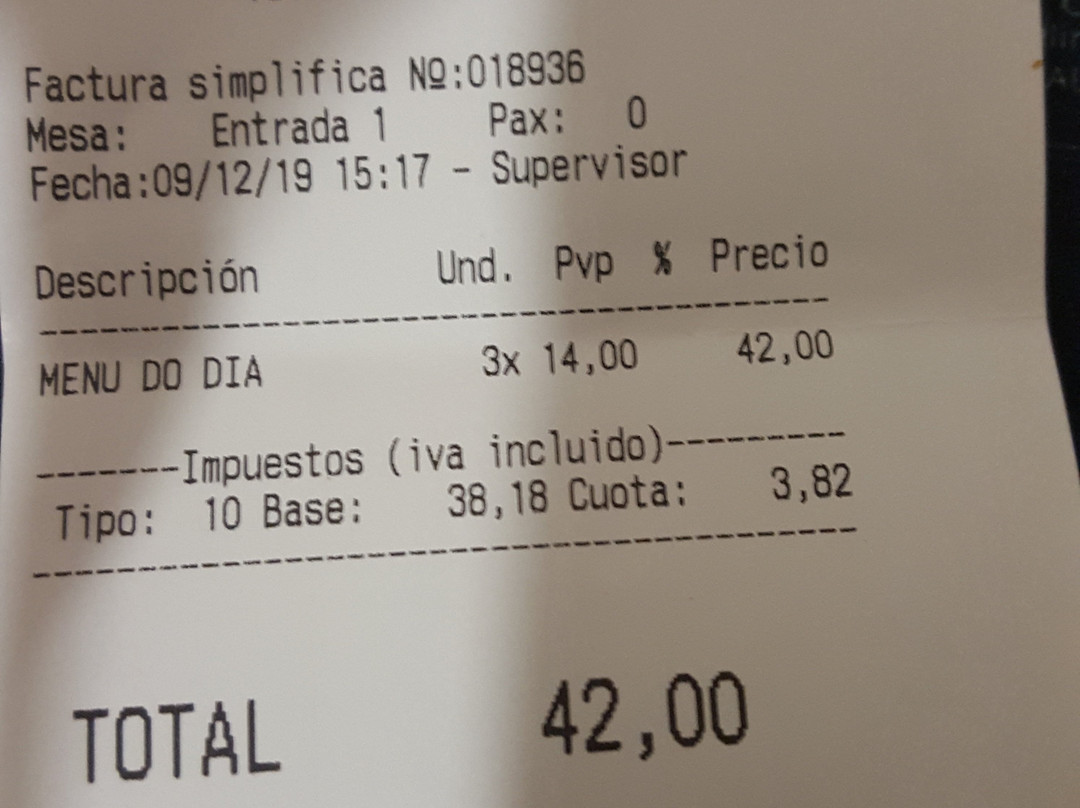 Factura simplifica Nº:018936
Mesa: Entrada 1 Pax: 0
Fecha:09/12/19 15:17 - Supervisor
Descripción Und. Pvp % Precio
MENU DO DIA 3x 14,00 42,00
-------Impuestos (iva incluido)---------
Tipo: 10 Base: 38,18 Cuota: 3,82
TOTAL 42,00